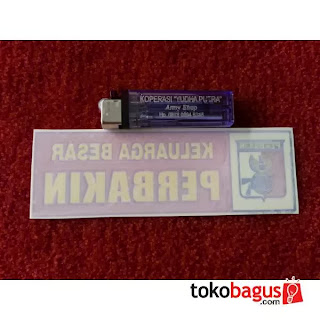 KOPERASI "YUDHA PUTRA"
Army Shop
KELUARGA BESAR
PERBAKIN
tokobagus.com